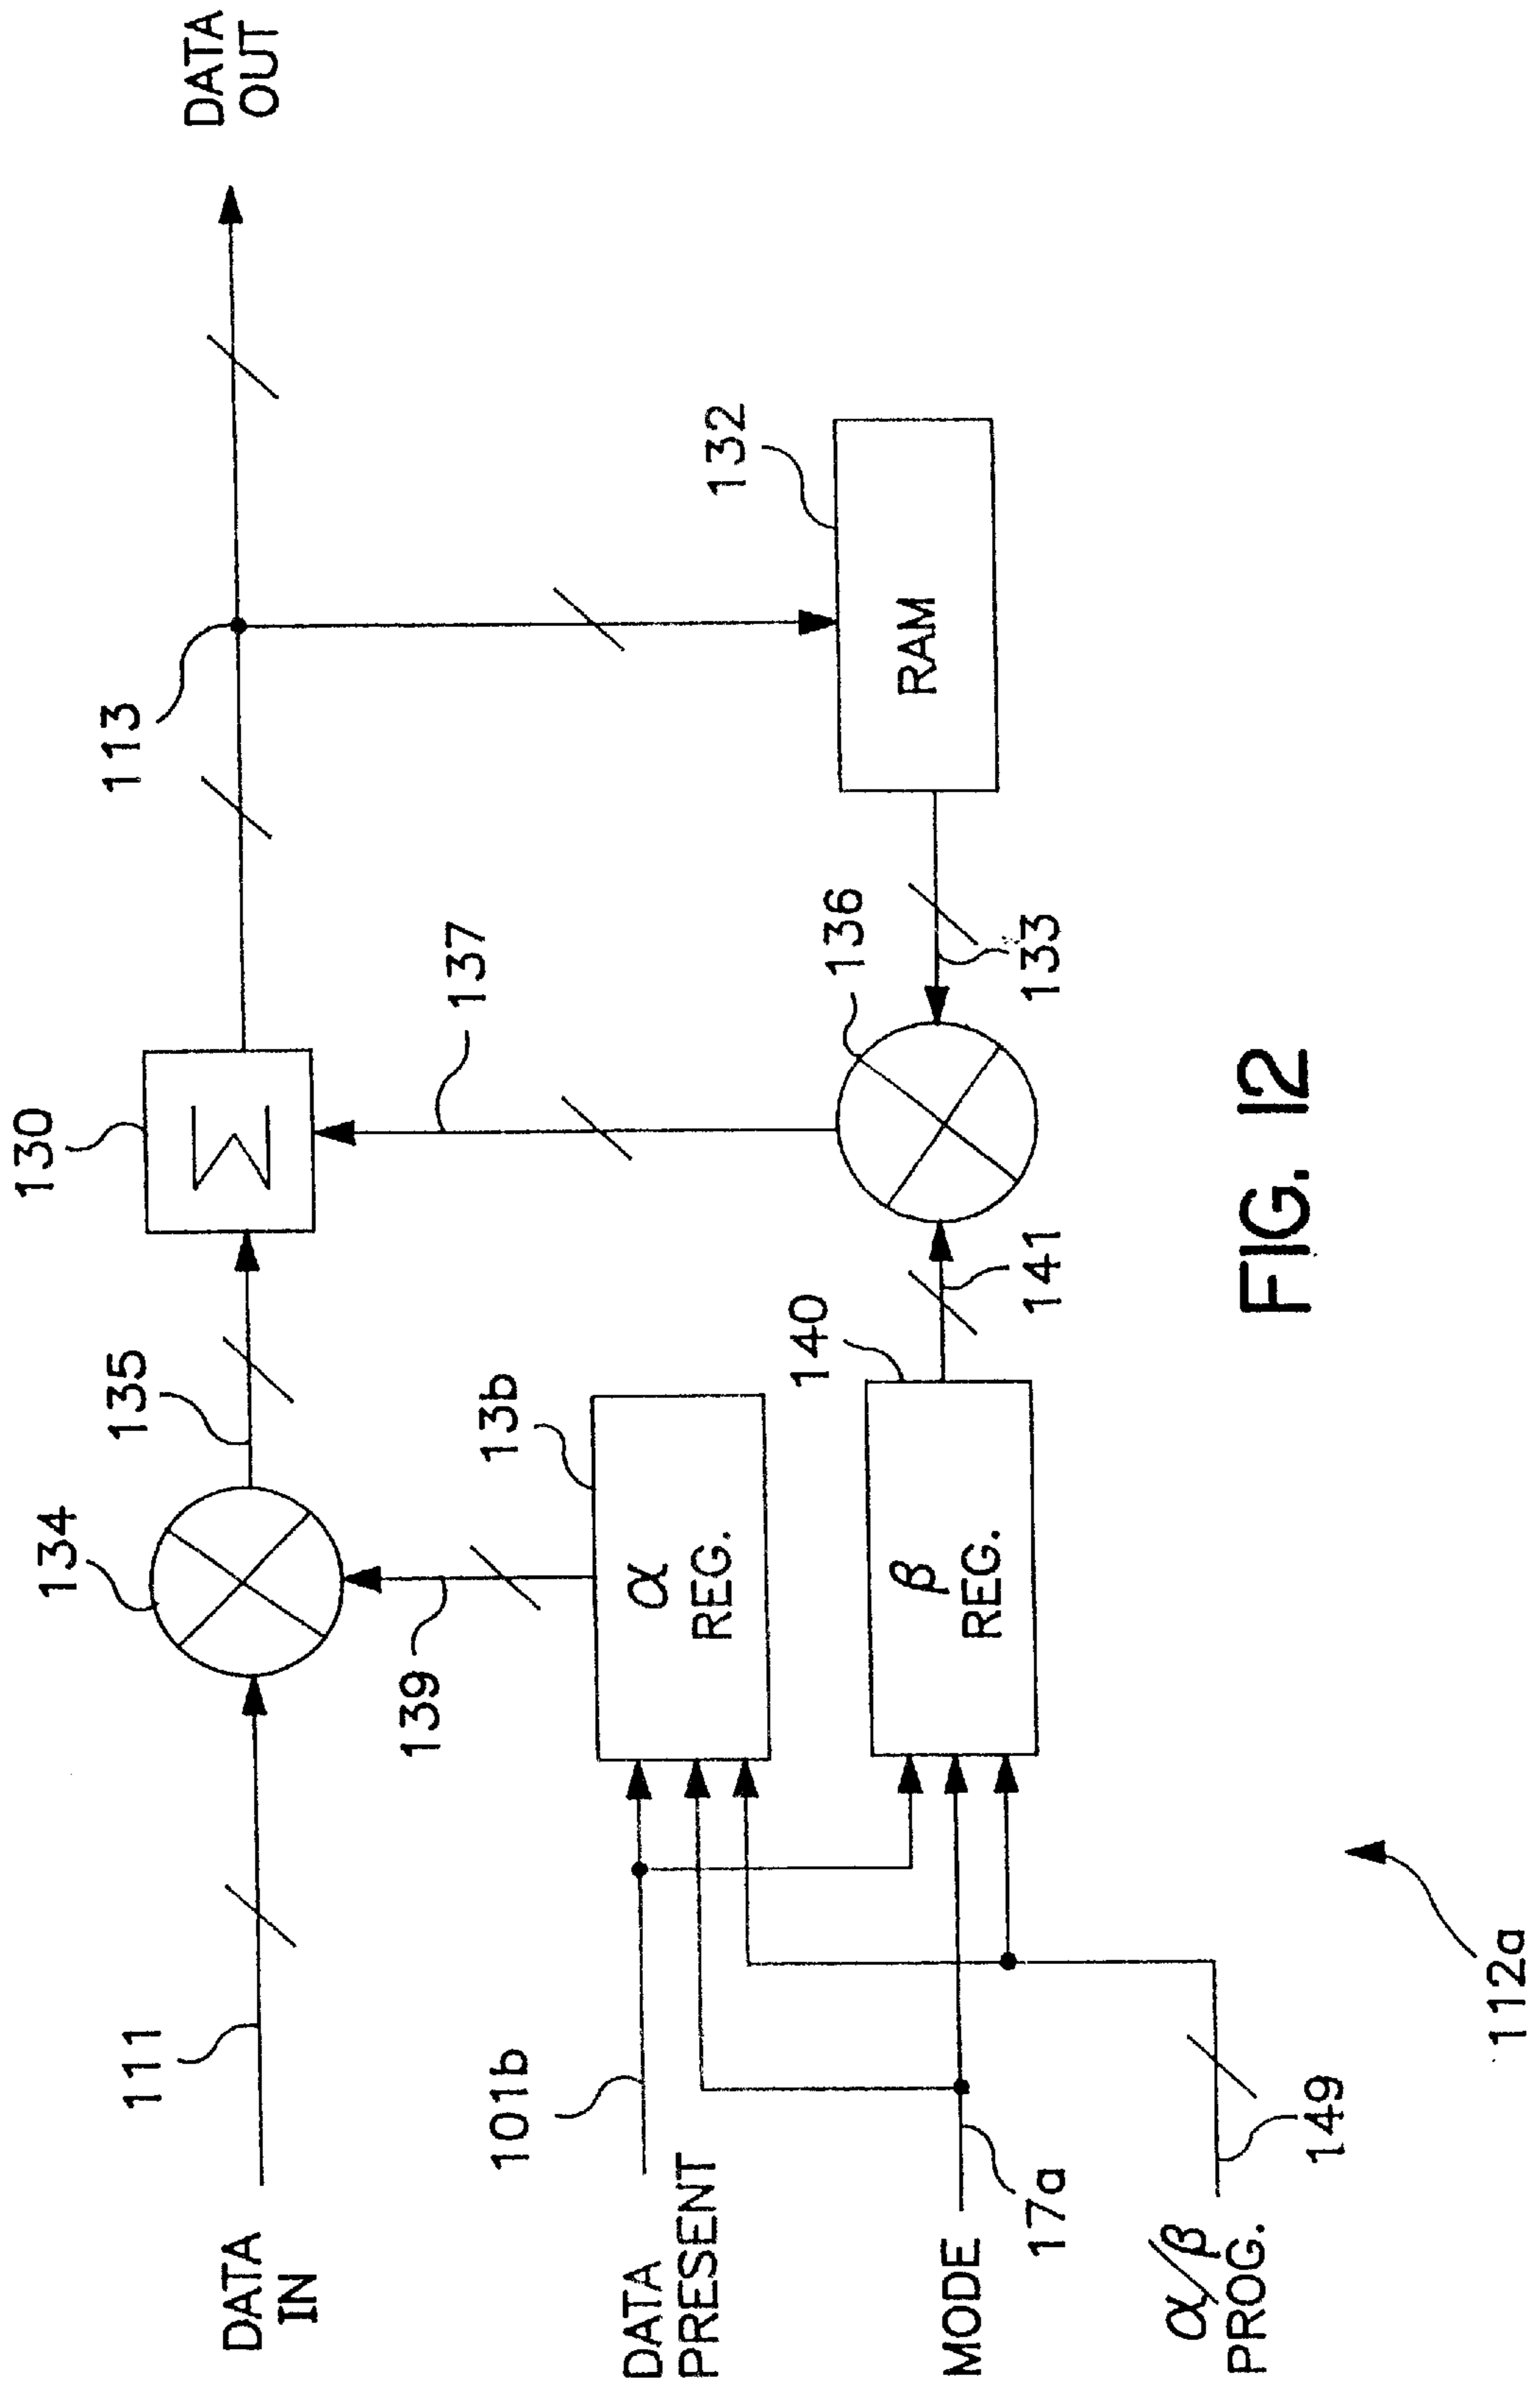 DATA
OUT
113
132
RAM
130
Σ
137
136
133
134
135
139
13b
α
REG.
140
141
β
REG.
111
DATA
IN
101b
DATA
PRESENT
MODE
17a
α/β
PROG.
149
112a
FIG. 12